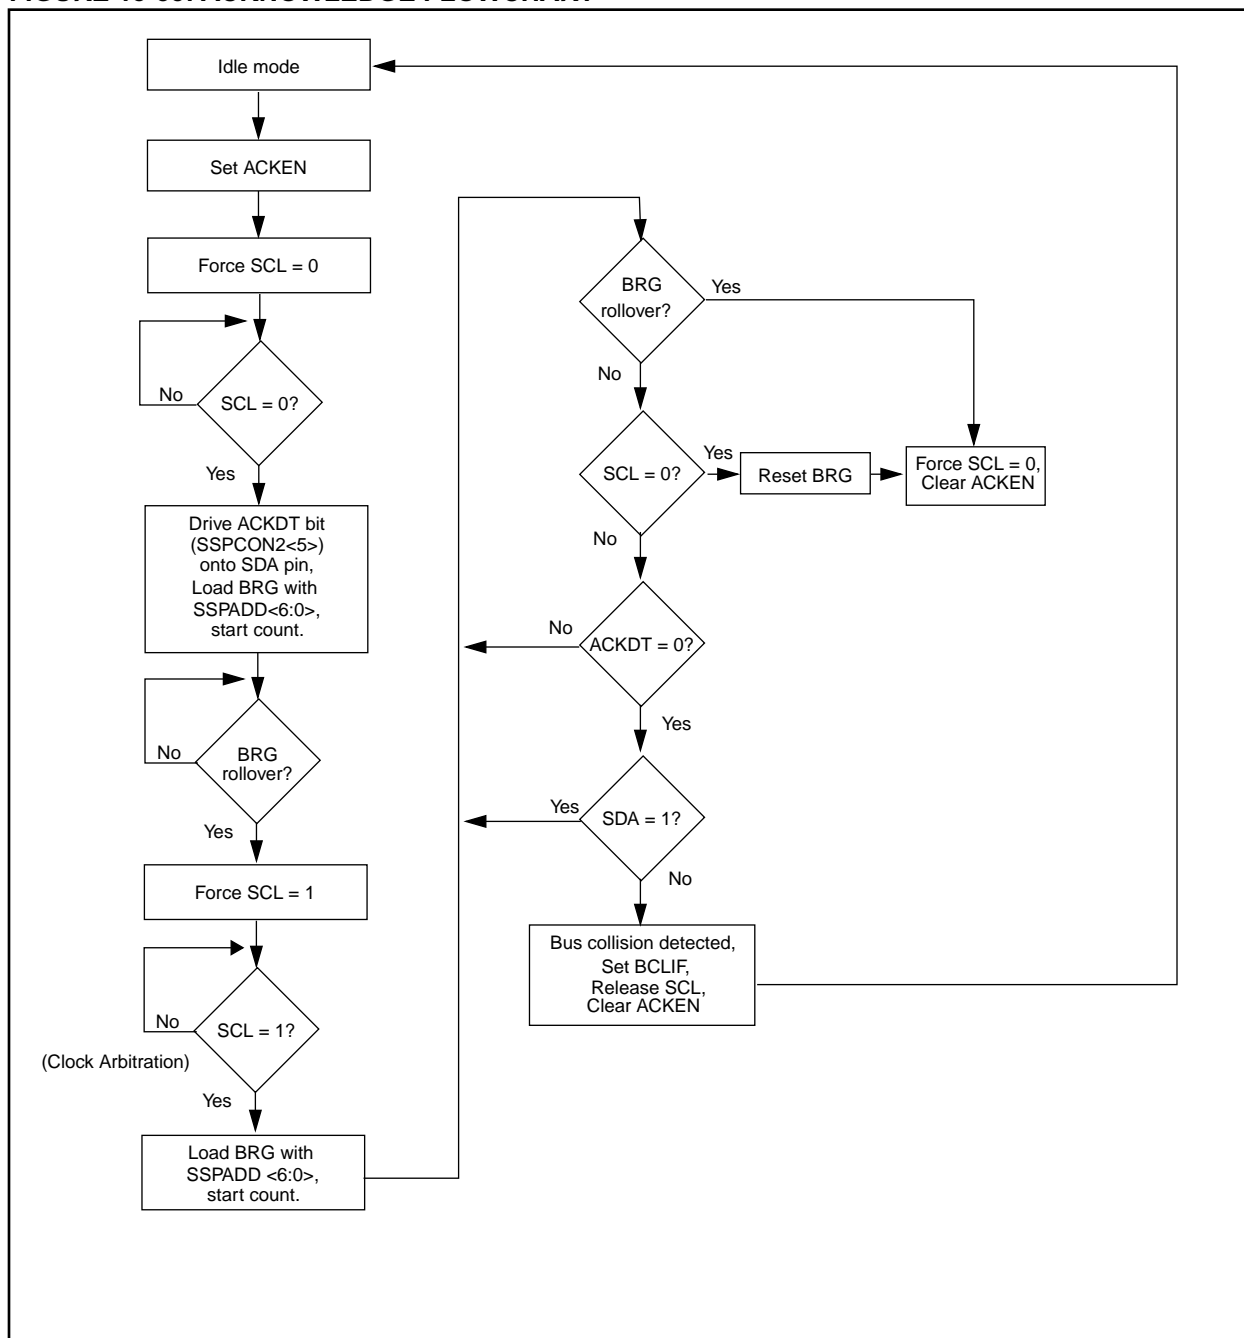 Idle mode
Set ACKEN
Force SCL = 0
No
SCL = 0?
Yes
Drive ACKDT bit
(SSPCON2<5>)
onto SDA pin,
Load BRG with
SSPADD<6:0>,
start count.
No
BRG
rollover?
Yes
Force SCL = 1
No
SCL = 1?
(Clock Arbitration)
Yes
Load BRG with
SSPADD <6:0>,
start count.
BRG
rollover?
Yes
No
SCL = 0?
Yes
Reset BRG
Force SCL = 0,
Clear ACKEN
No
ACKDT = 0?
No
Yes
SDA = 1?
Yes
No
Bus collision detected,
Set BCLIF,
Release SCL,
Clear ACKEN